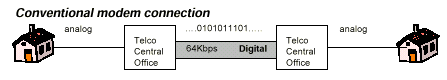 Conventional modem connection
analog ....0101011101..... analog
Telco Central Office 64Kbps Digital Telco Central Office